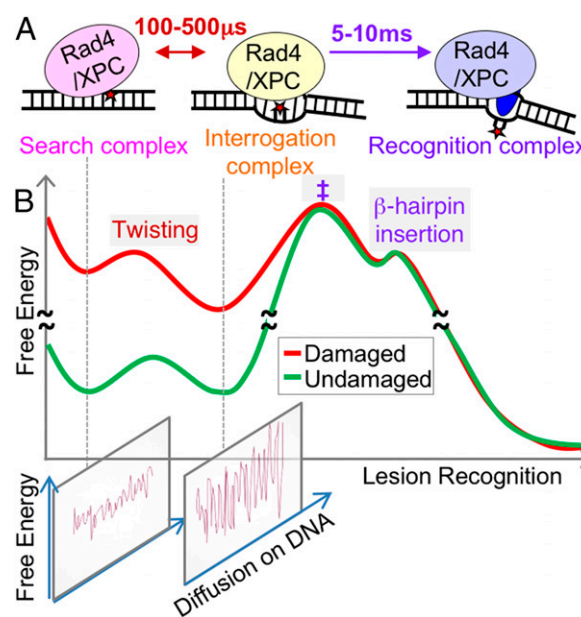 A
Rad4
/XPC
100-500µs
Rad4
/XPC
5-10ms
Rad4
/XPC
Search complex
Interrogation
complex
Recognition complex
B
Free Energy
Twisting
‡
β-hairpin
insertion
≈
≈
≈
≈
Damaged
Undamaged
Lesion Recognition
Free Energy
Diffusion on DNA